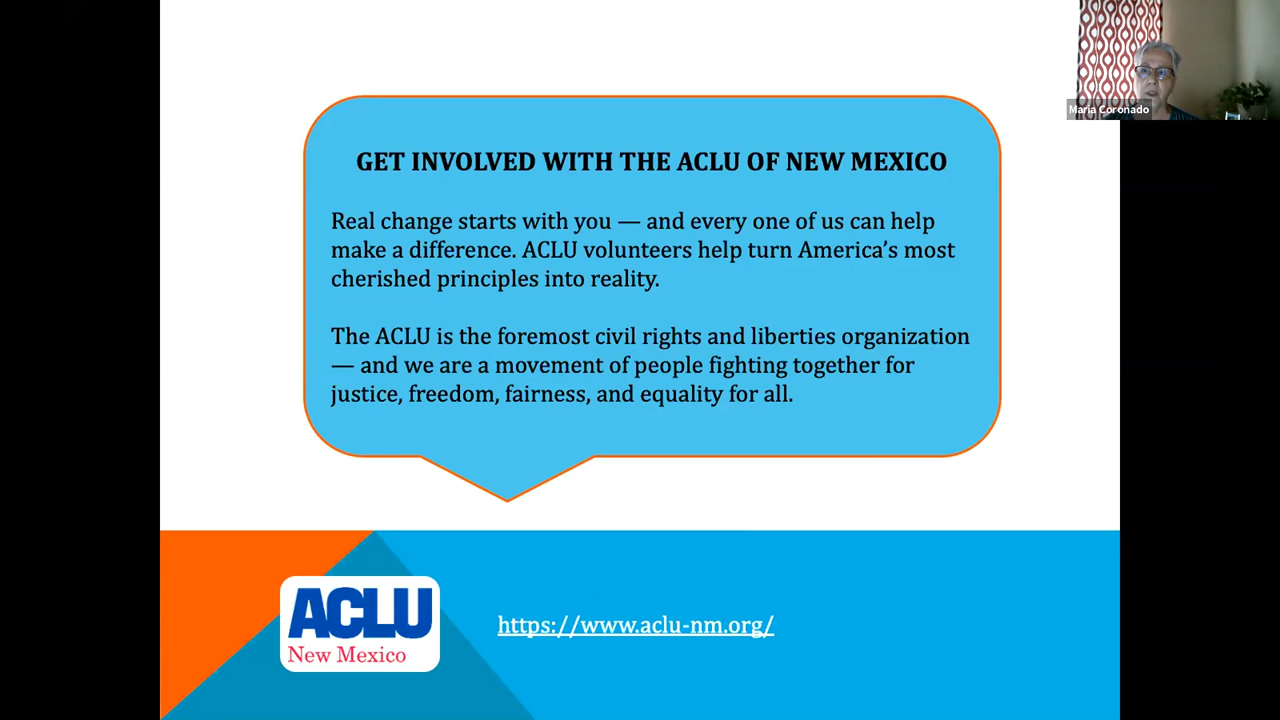 Maria Coronado
GET INVOLVED WITH THE ACLU OF NEW MEXICO
Real change starts with you — and every one of us can help
make a difference. ACLU volunteers help turn America’s most
cherished principles into reality.
The ACLU is the foremost civil rights and liberties organization
— and we are a movement of people fighting together for
justice, freedom, fairness, and equality for all.
ACLU
New Mexico
https://www.aclu-nm.org/